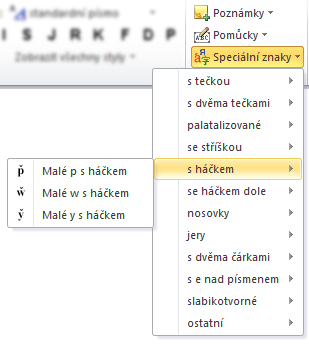 standardní písmo
Poznámky
I S J R K F D P
Pomůcky
Zobrazit všechny styly
Speciální znaky
s tečkou
s dvěma tečkami
palatalizované
se stříškou
s háčkem
se háčkem dole
nosovky
jery
s dvěma čárkami
s e nad písmenem
slabikotvorné
ostatní
p̌ Malé p s háčkem
w̌ Malé w s háčkem
y̌ Malé y s háčkem